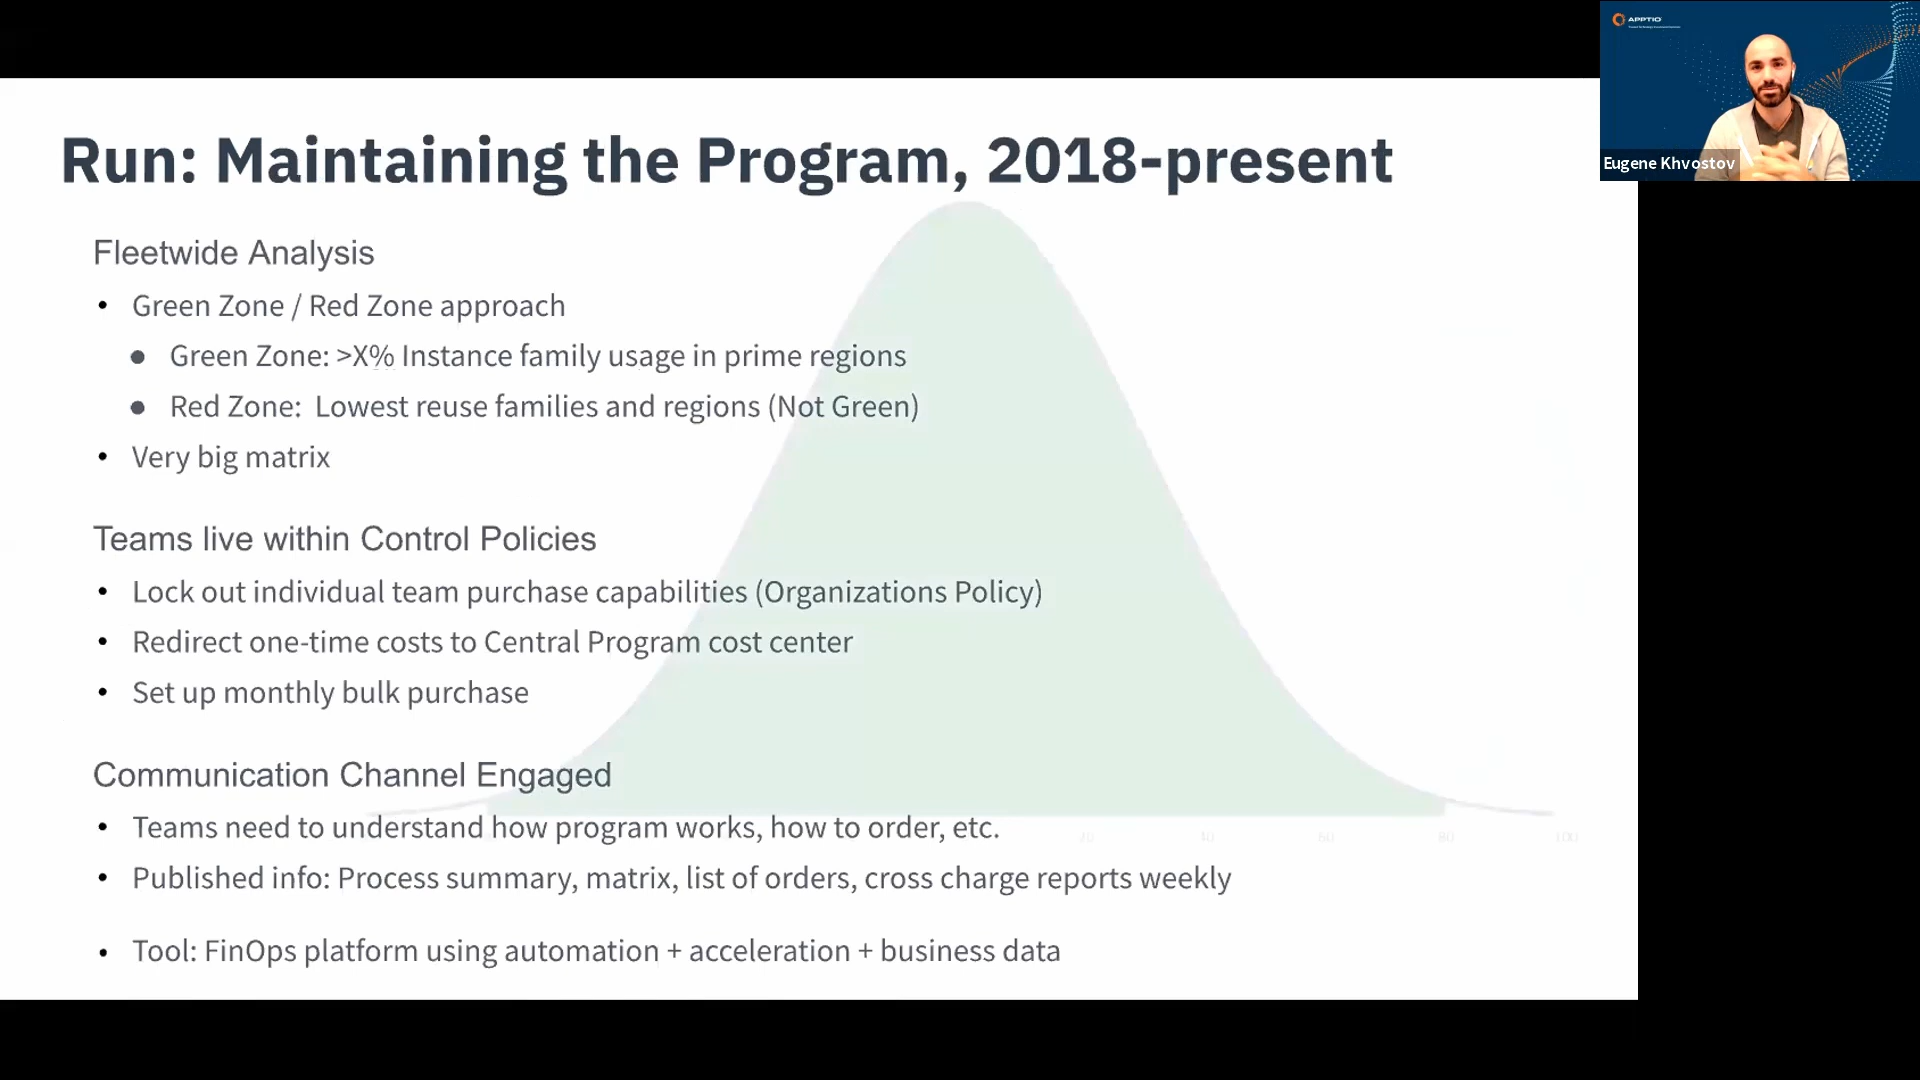 APPTIO
Eugene Khvostov
Run: Maintaining the Program, 2018-present
Fleetwide Analysis
• Green Zone / Red Zone approach
● Green Zone: >X% Instance family usage in prime regions
● Red Zone: Lowest reuse families and regions (Not Green)
• Very big matrix
Teams live within Control Policies
• Lock out individual team purchase capabilities (Organizations Policy)
• Redirect one-time costs to Central Program cost center
• Set up monthly bulk purchase
Communication Channel Engaged
• Teams need to understand how program works, how to order, etc.
20 40 60 80 100
• Published info: Process summary, matrix, list of orders, cross charge reports weekly
• Tool: FinOps platform using automation + acceleration + business data